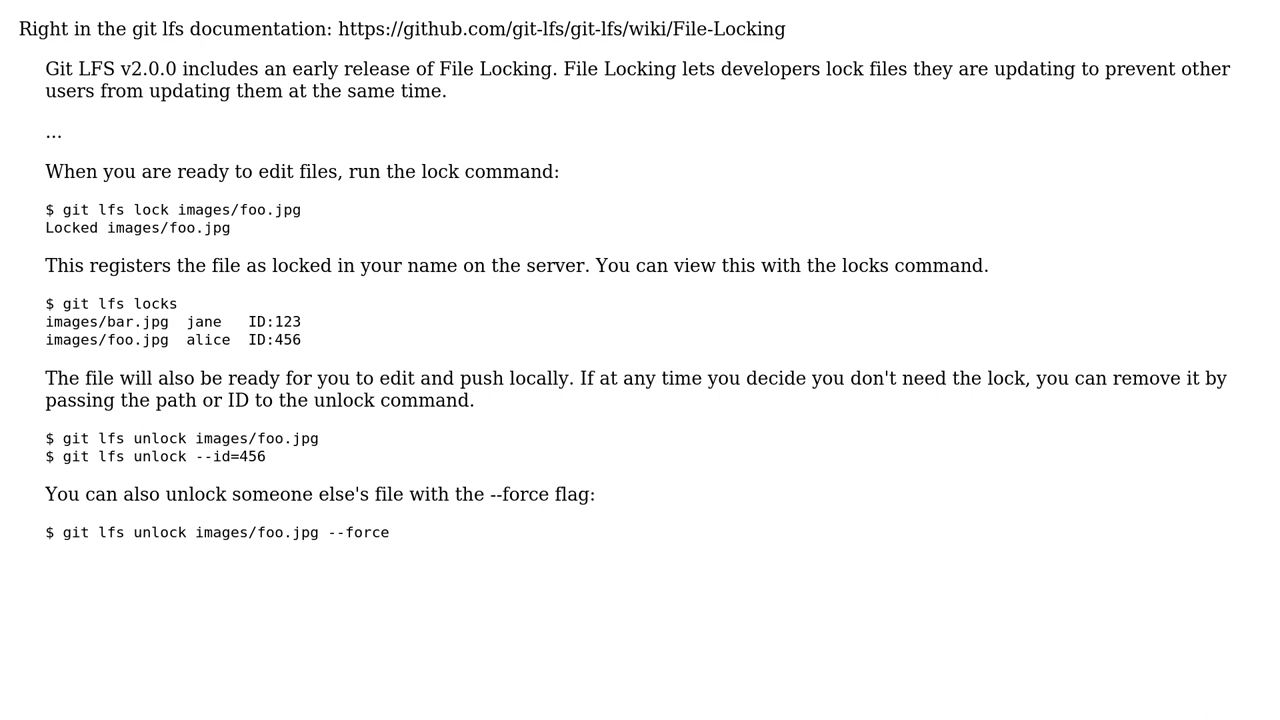 Right in the git lfs documentation: https://github.com/git-lfs/git-lfs/wiki/File-Locking
Git LFS v2.0.0 includes an early release of File Locking. File Locking lets developers lock files they are updating to prevent other
users from updating them at the same time.
...
When you are ready to edit files, run the lock command:
$ git lfs lock images/foo.jpg
Locked images/foo.jpg
This registers the file as locked in your name on the server. You can view this with the locks command.
$ git lfs locks
images/bar.jpg  jane   ID:123
images/foo.jpg  alice  ID:456
The file will also be ready for you to edit and push locally. If at any time you decide you don't need the lock, you can remove it by
passing the path or ID to the unlock command.
$ git lfs unlock images/foo.jpg
$ git lfs unlock --id=456
You can also unlock someone else's file with the --force flag:
$ git lfs unlock images/foo.jpg --force